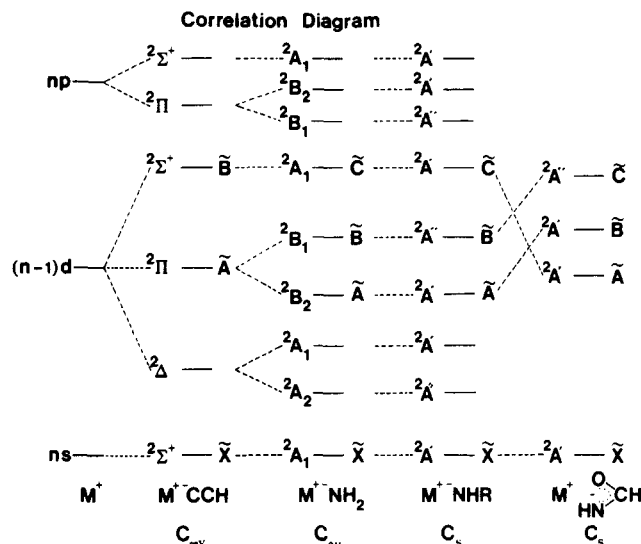 Correlation Diagram
np
²Σ⁺ ²A₁ ²A′
²Π ²B₂ ²A′
²B₁ ²A″
(n-1)d
²Σ⁺ B̃ ²A₁ C̃ ²A′ C̃ ²A″ C̃
²Π Ã ²B₁ B̃ ²A″ B̃ ²A′ B̃
²B₂ Ã ²A′ Ã ²A′ Ã
²Δ ²A₁ ²A′
²A₂ ²A″
ns ²Σ⁺ X̃ ²A₁ X̃ ²A′ X̃ ²A′ X̃
M⁺ M⁺⁻CCH M⁺⁻NH₂ M⁺⁻NHR M⁺ - O CH HN
C∞v C₂v Cₛ Cₛ